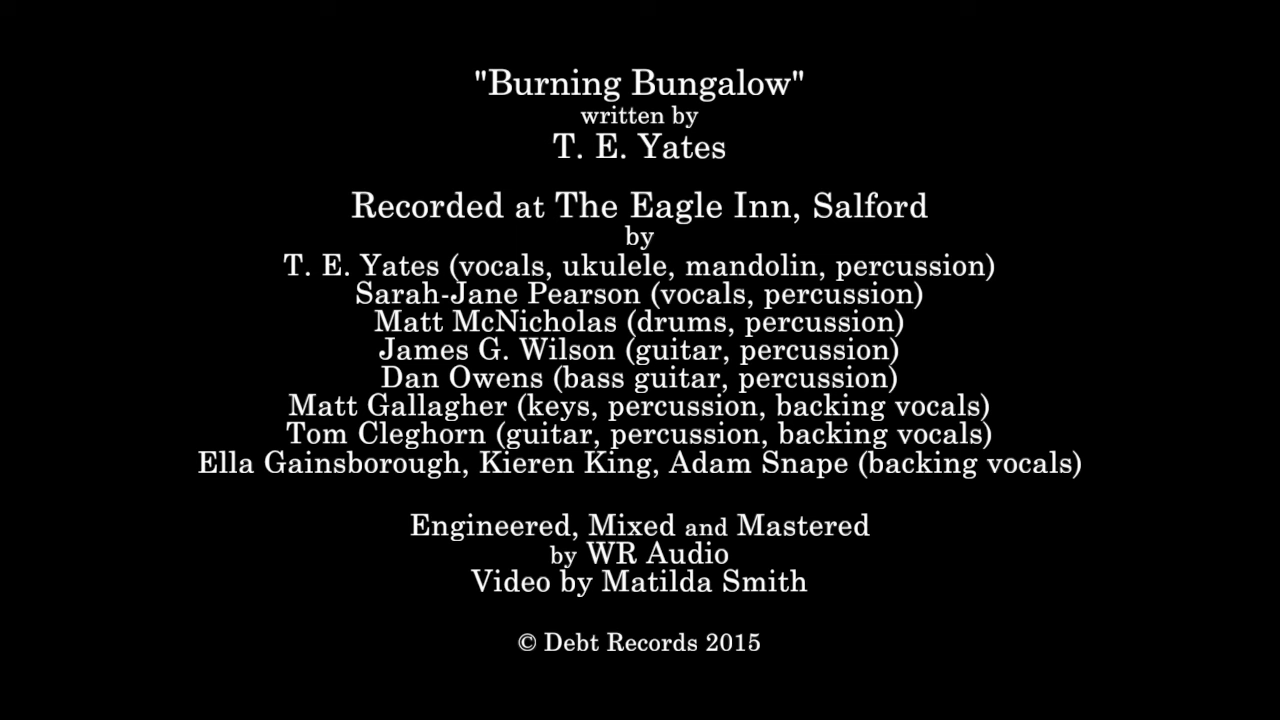 "Burning Bungalow"
written by
T. E. Yates
Recorded at The Eagle Inn, Salford
by
T. E. Yates (vocals, ukulele, mandolin, percussion)
Sarah-Jane Pearson (vocals, percussion)
Matt McNicholas (drums, percussion)
James G. Wilson (guitar, percussion)
Dan Owens (bass guitar, percussion)
Matt Gallagher (keys, percussion, backing vocals)
Tom Cleghorn (guitar, percussion, backing vocals)
Ella Gainsborough, Kieren King, Adam Snape (backing vocals)
Engineered, Mixed and Mastered
by WR Audio
Video by Matilda Smith
© Debt Records 2015